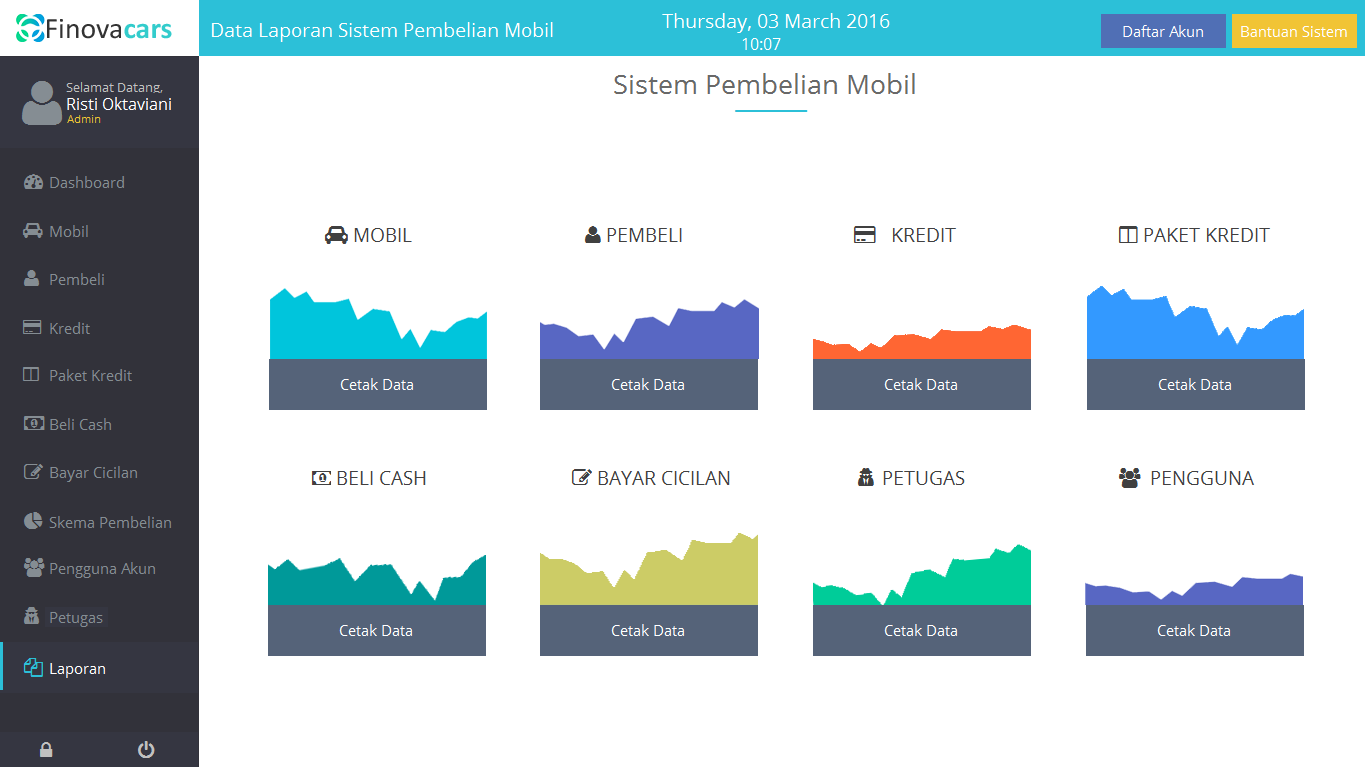 Finovacars
Data Laporan Sistem Pembelian Mobil
Thursday, 03 March 2016
10:07
Daftar Akun
Bantuan Sistem
Selamat Datang,
Risti Oktaviani
Admin
Dashboard
Mobil
Pembeli
Kredit
Paket Kredit
Beli Cash
Bayar Cicilan
Skema Pembelian
Pengguna Akun
Petugas
Laporan
Sistem Pembelian Mobil
MOBIL
PEMBELI
KREDIT
PAKET KREDIT
Cetak Data
Cetak Data
Cetak Data
Cetak Data
BELI CASH
BAYAR CICILAN
PETUGAS
PENGGUNA
Cetak Data
Cetak Data
Cetak Data
Cetak Data